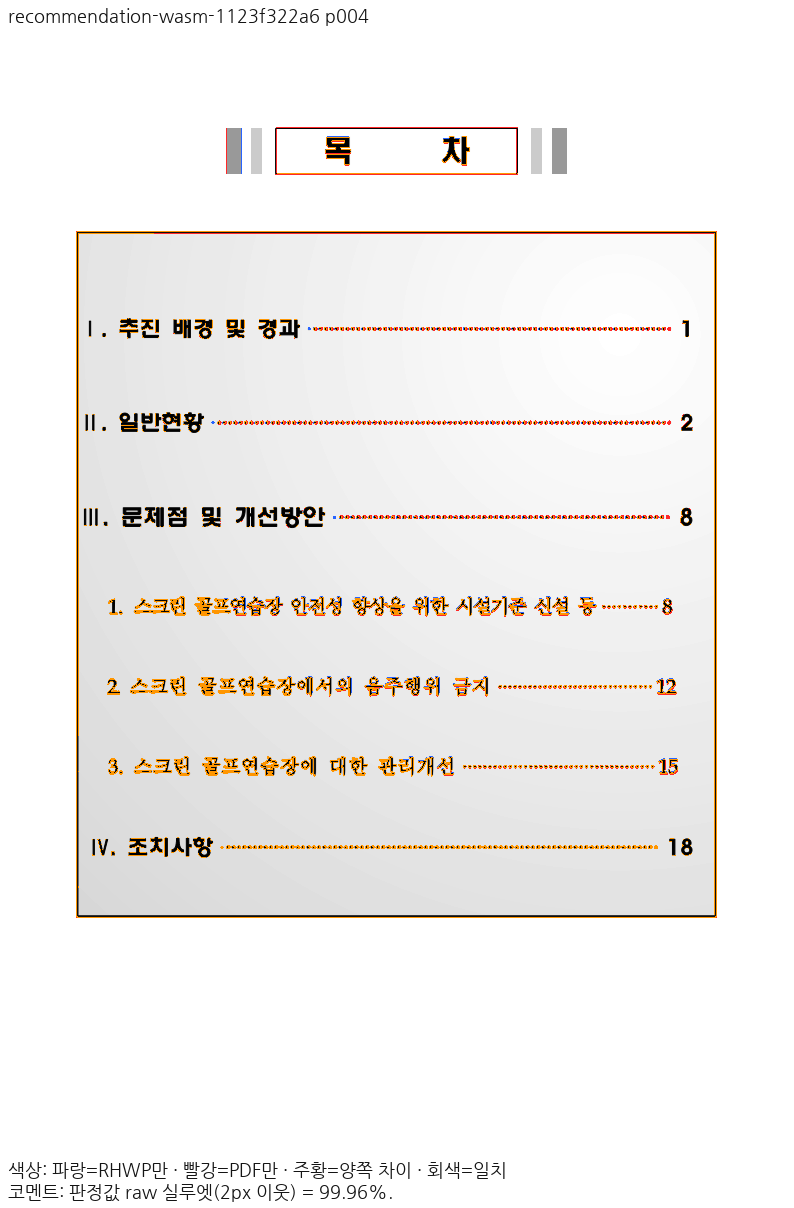 recommendation-wasm-1123f322a6 p004
목 차
Ⅰ. 추진 배경 및 경과 ································ 1
Ⅱ. 일반현황 ································ 2
Ⅲ. 문제점 및 개선방안 ································ 8
1. 스크린 골프연습장 안전성 향상을 위한 시설기준 신설 등 ·········· 8
2. 스크린 골프연습장에서의 음주행위 금지 ························ 12
3. 스크린 골프연습장에 대한 관리개선 ································ 15
Ⅳ. 조치사항 ································ 18
색상: 파랑=RHWP만 · 빨강=PDF만 · 주황=양쪽 차이 · 회색=일치
코멘트: 판정값 raw 실루엣(2px 이웃) = 99.96%.